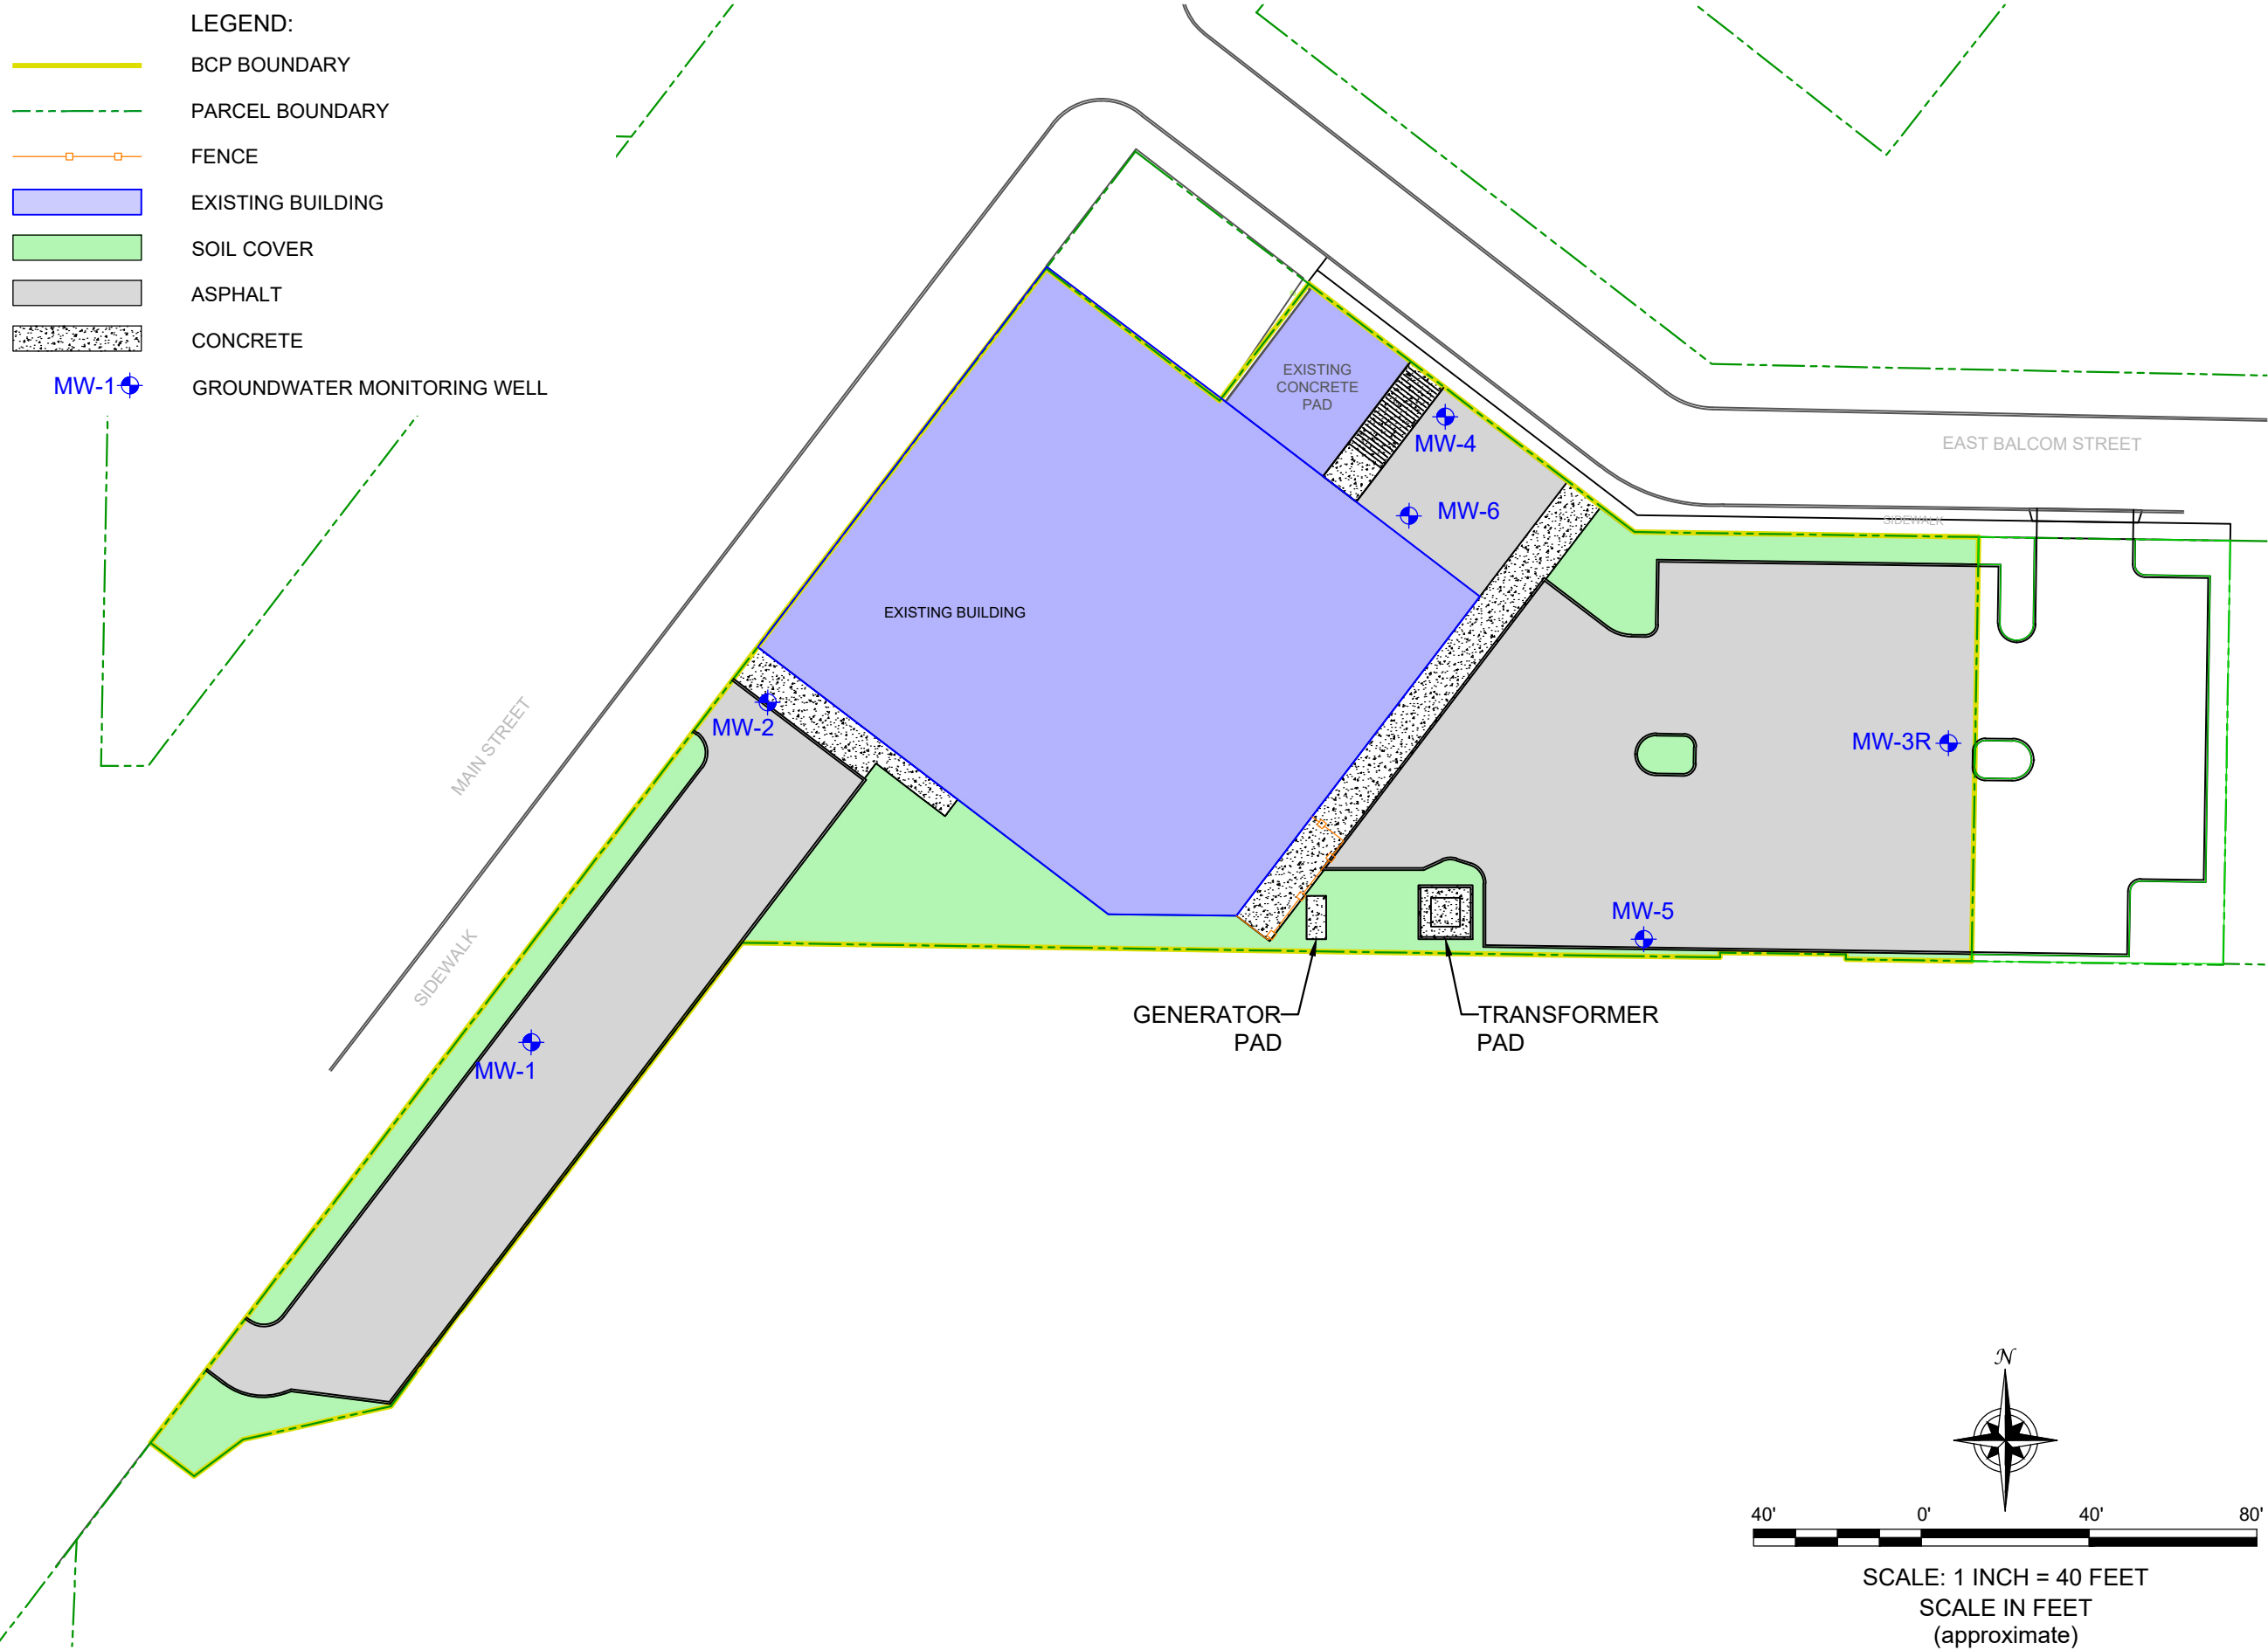 LEGEND:
BCP BOUNDARY
PARCEL BOUNDARY
FENCE
EXISTING BUILDING
SOIL COVER
ASPHALT
CONCRETE
MW-1
GROUNDWATER MONITORING WELL
EXISTING
CONCRETE
PAD
MW-4
EAST BALCOM STREET
MW-6
SIDEWALK
EXISTING BUILDING
MW-2
MAIN STREET
MW-3R
MW-5
SIDEWALK
GENERATOR
PAD
TRANSFORMER
PAD
MW-1
N
40'
0'
40'
80'
SCALE: 1 INCH = 40 FEET
SCALE IN FEET
(approximate)